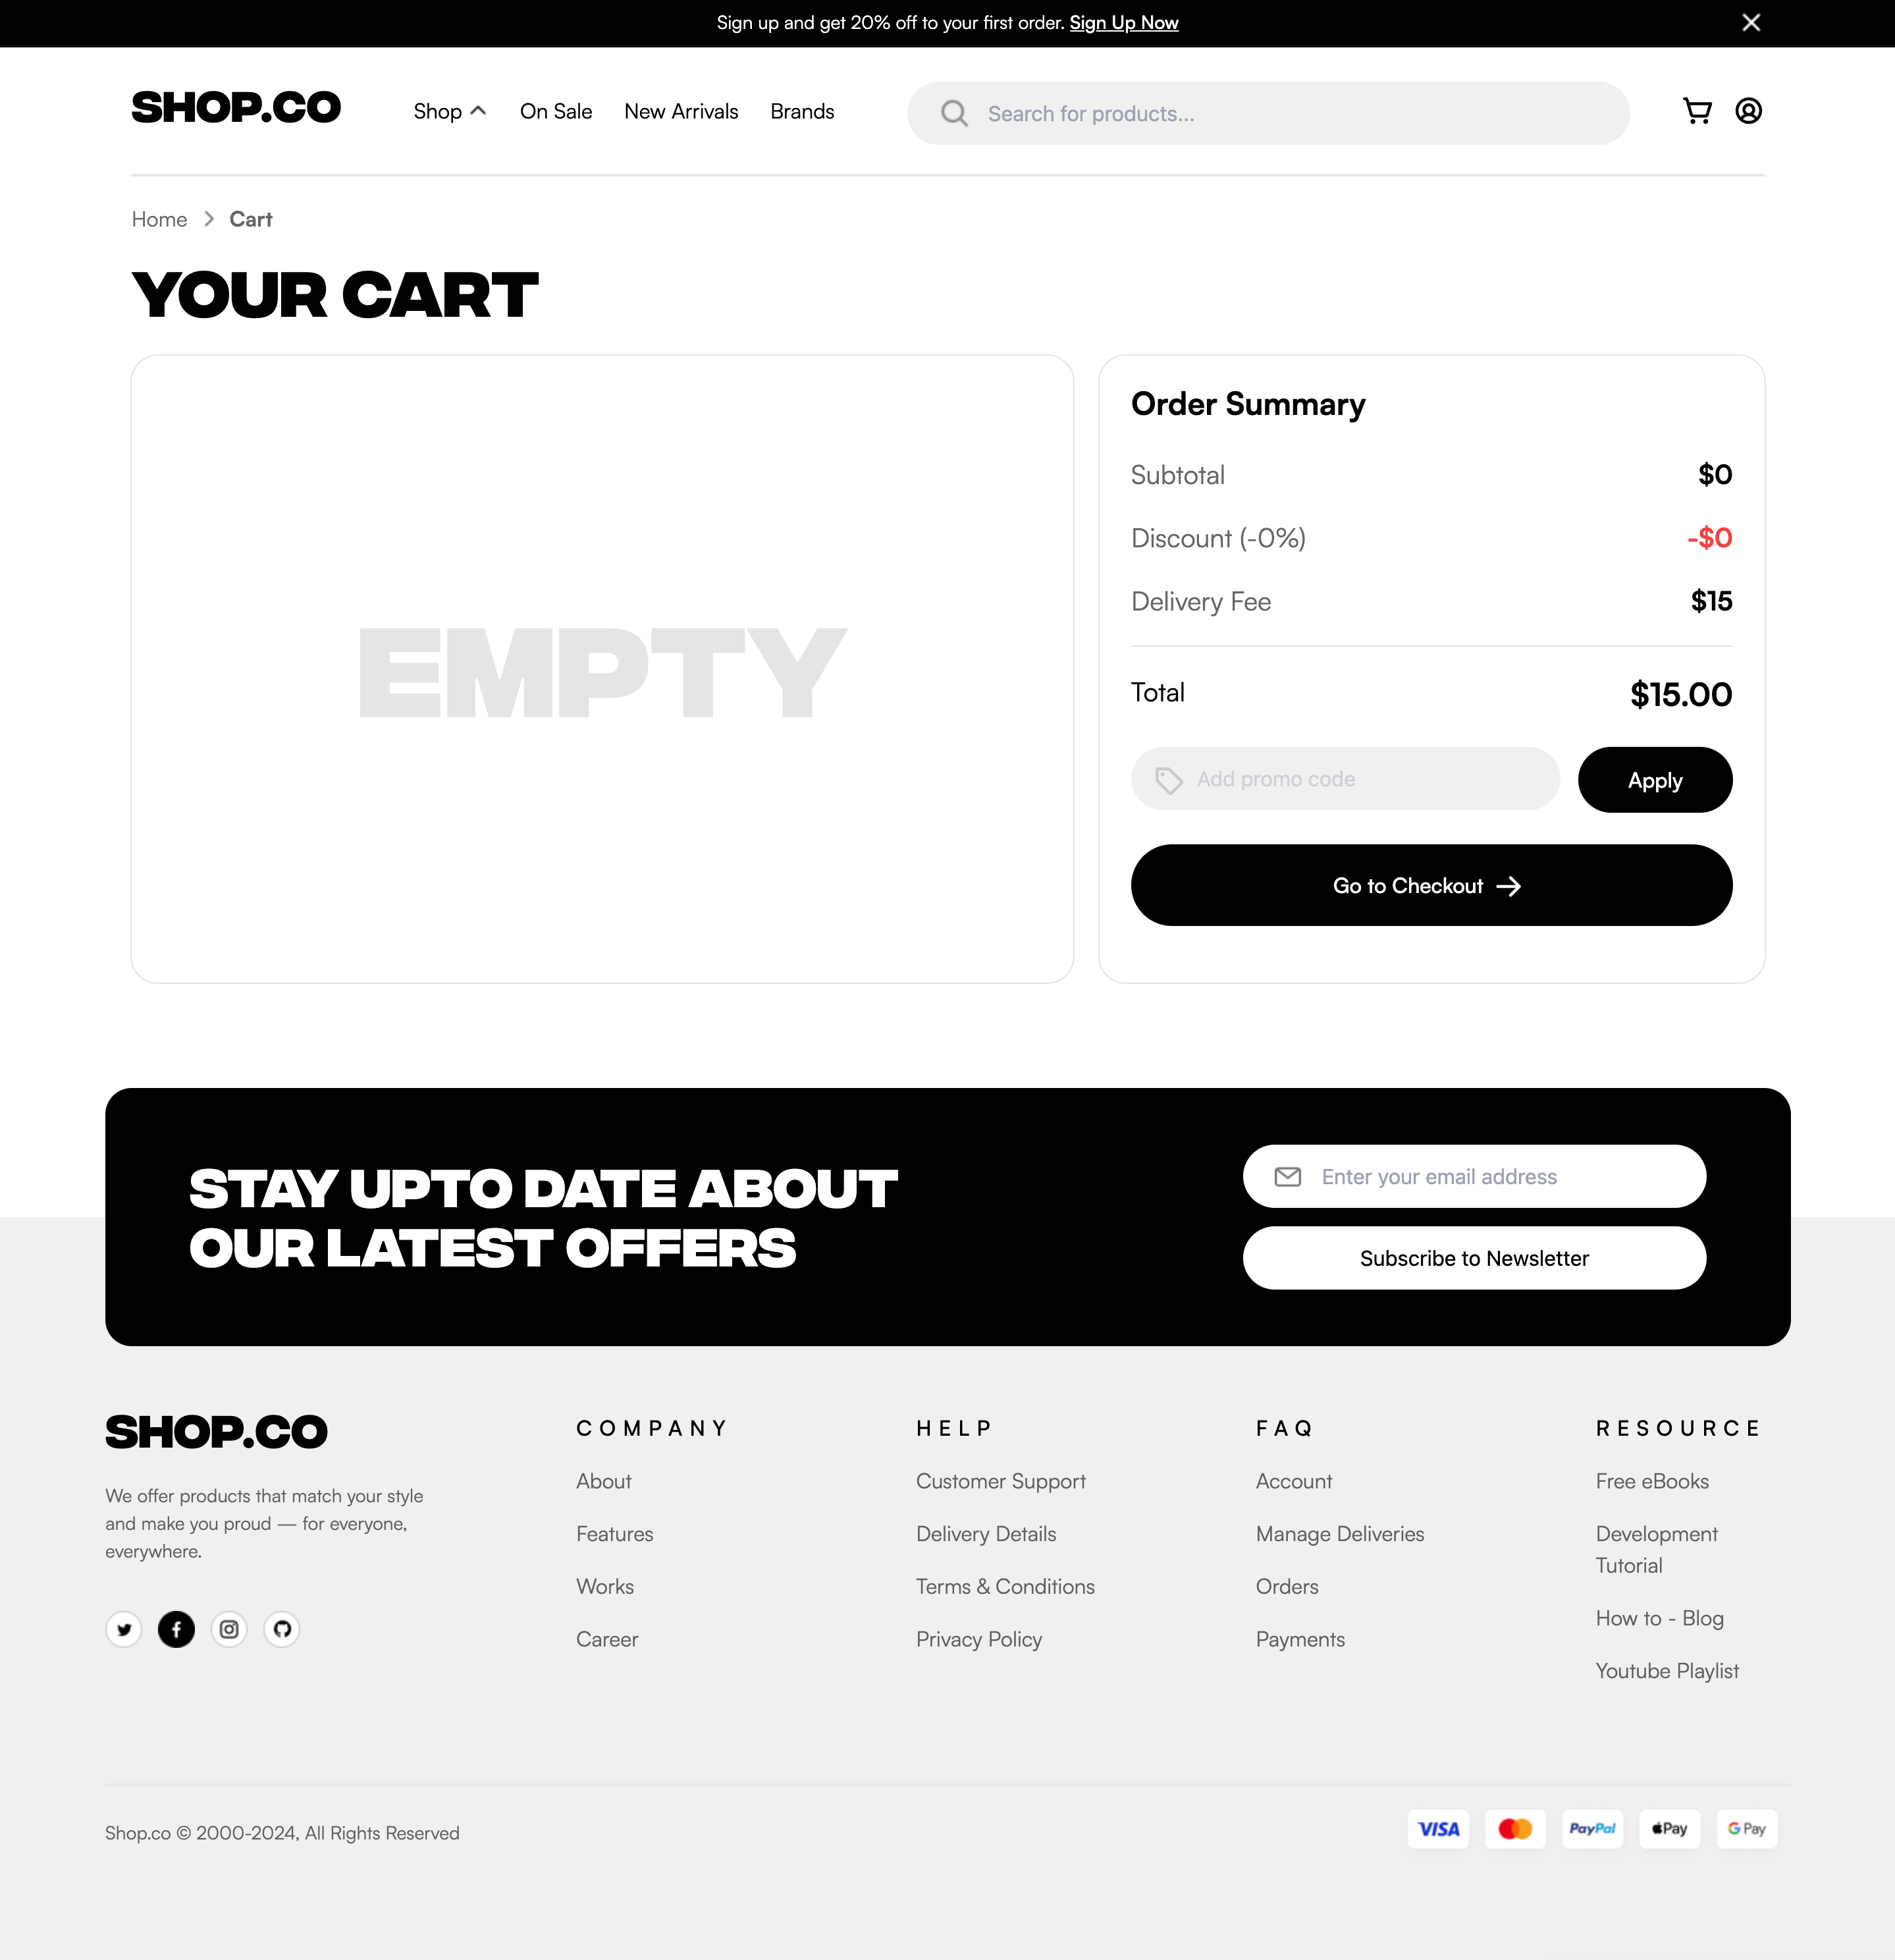 Sign up and get 20% off to your first order. Sign Up Now
SHOP.CO
Shop
On Sale
New Arrivals
Brands
Search for products...
Home
Cart
YOUR CART
EMPTY
Order Summary
Subtotal
$0
Discount (-0%)
-$0
Delivery Fee
$15
Total
$15.00
Add promo code
Apply
Go to Checkout
STAY UPTO DATE ABOUT
OUR LATEST OFFERS
Enter your email address
Subscribe to Newsletter
SHOP.CO
We offer products that match your style
and make you proud — for everyone,
everywhere.
COMPANY
About
Features
Works
Career
HELP
Customer Support
Delivery Details
Terms & Conditions
Privacy Policy
FAQ
Account
Manage Deliveries
Orders
Payments
RESOURCE
Free eBooks
Development
Tutorial
How to - Blog
Youtube Playlist
Shop.co © 2000-2024, All Rights Reserved
VISA
PayPal
Pay
G Pay